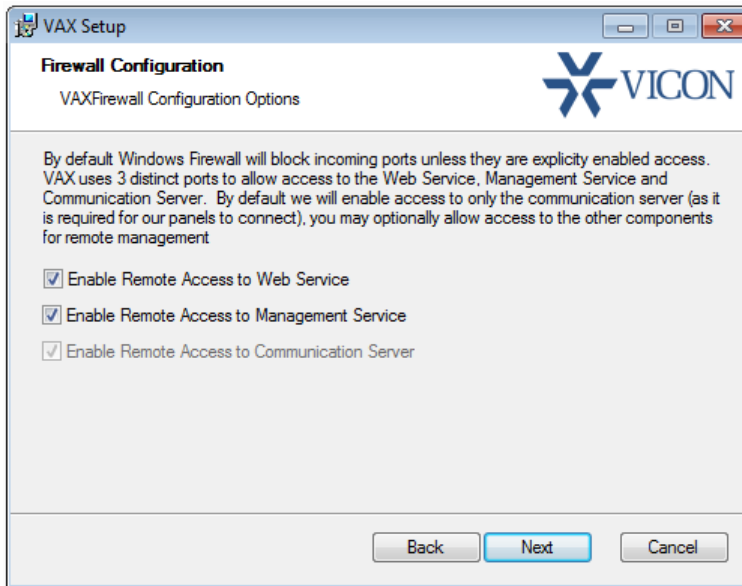 VAX Setup
Firewall Configuration
VAXFirewall Configuration Options
VICON
By default Windows Firewall will block incoming ports unless they are explicity enabled access.
VAX uses 3 distinct ports to allow access to the Web Service, Management Service and
Communication Server. By default we will enable access to only the communication server (as it
is required for our panels to connect), you may optionally allow access to the other components
for remote management
Enable Remote Access to Web Service
Enable Remote Access to Management Service
Enable Remote Access to Communication Server
Back
Next
Cancel